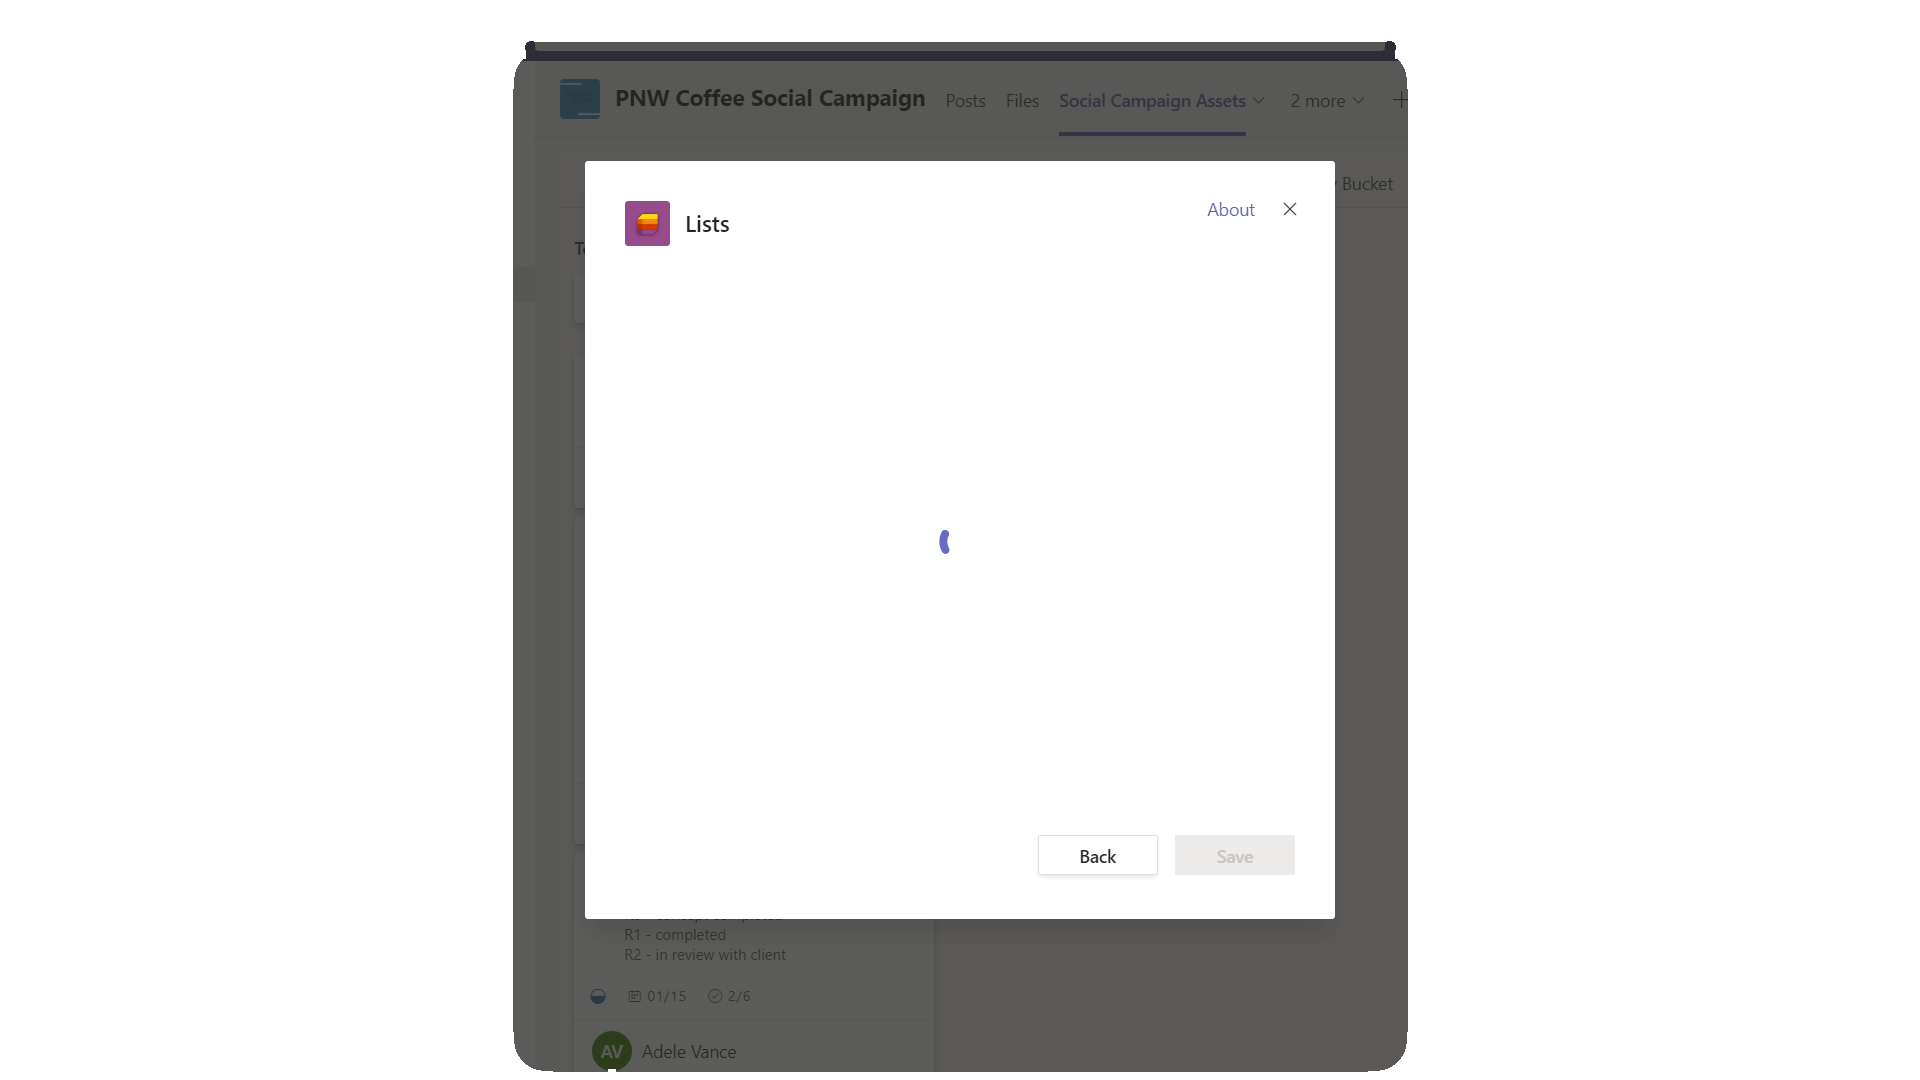 PNW Coffee Social Campaign Posts Files Social Campaign Assets 2 more
Bucket
Lists
About
Back Save
R1 - completed
R2 - in review with client
01/15 2/6
AV Adele Vance